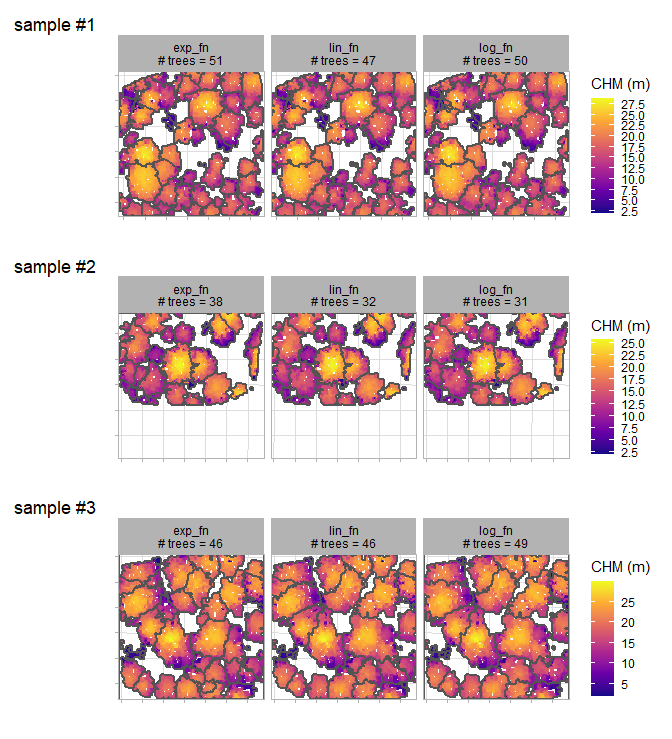 sample #1
exp_fn
# trees = 51
lin_fn
# trees = 47
log_fn
# trees = 50
CHM (m)
27.5
25.0
22.5
20.0
17.5
15.0
12.5
10.0
7.5
5.0
2.5
sample #2
exp_fn
# trees = 38
lin_fn
# trees = 32
log_fn
# trees = 31
CHM (m)
25.0
22.5
20.0
17.5
15.0
12.5
10.0
7.5
5.0
2.5
sample #3
exp_fn
# trees = 46
lin_fn
# trees = 46
log_fn
# trees = 49
CHM (m)
25
20
15
10
5